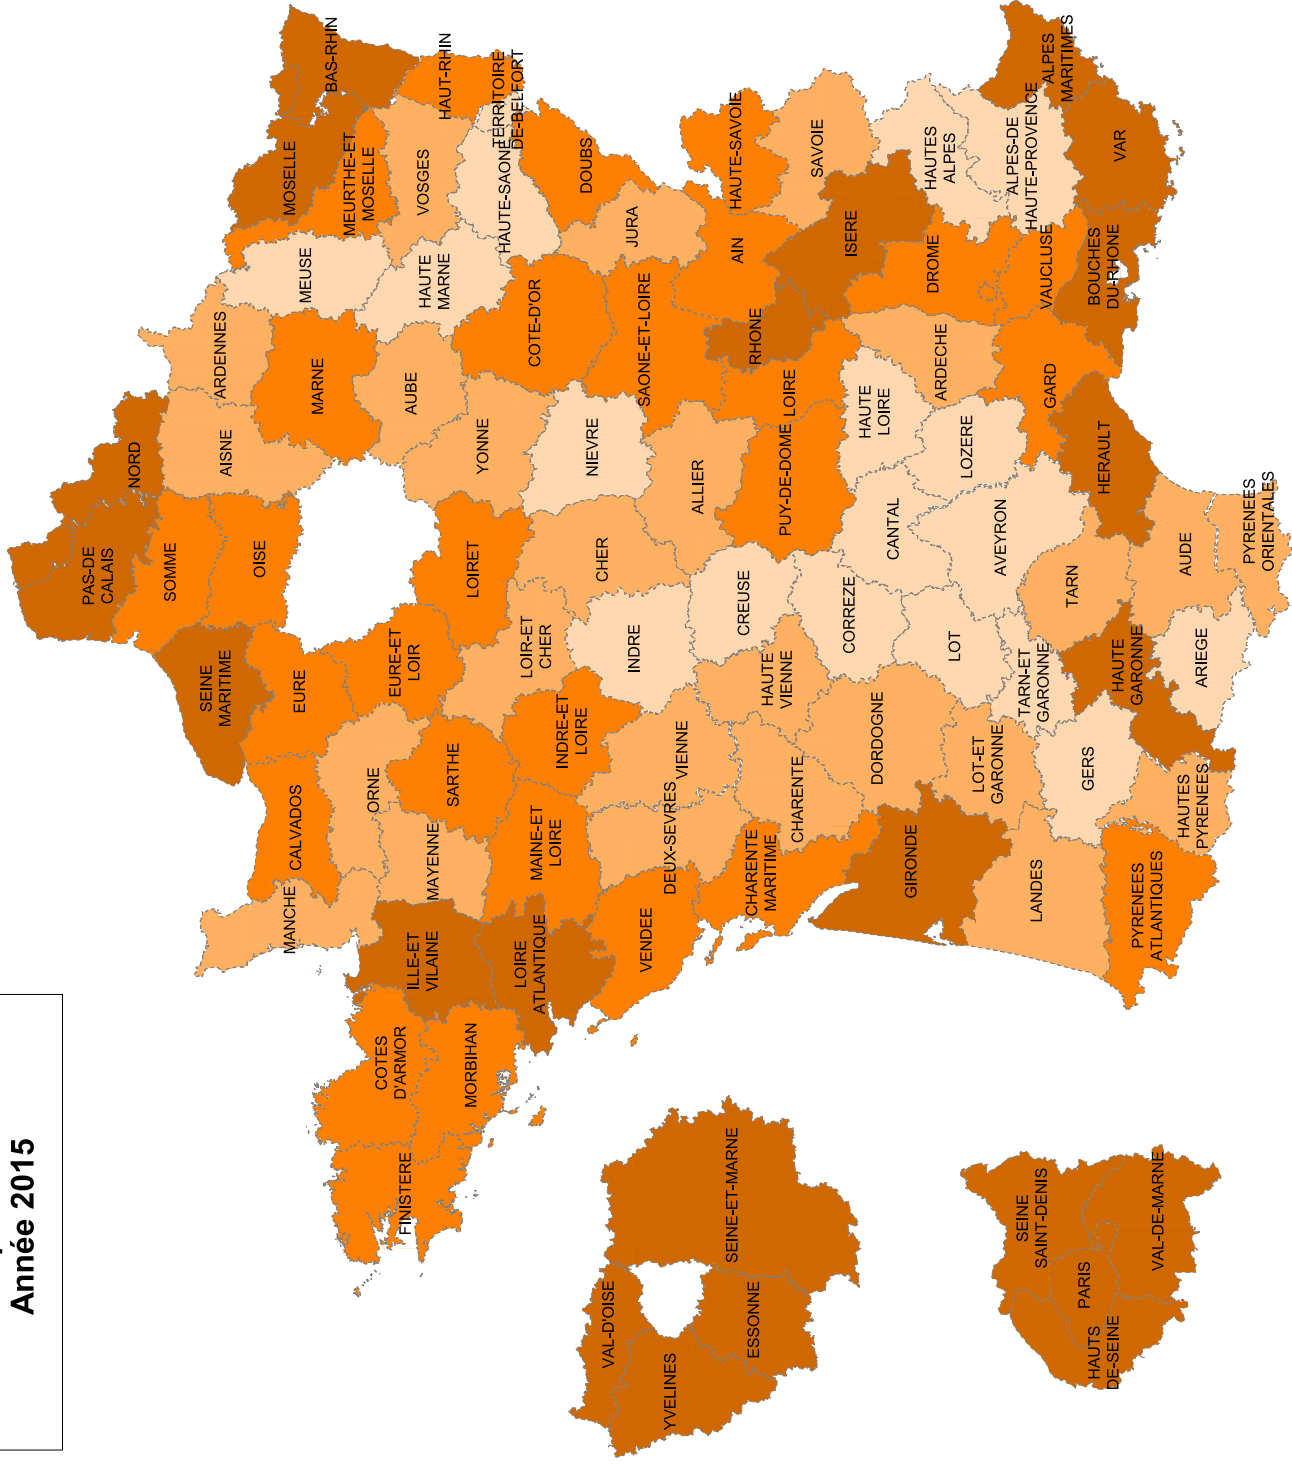 Année 2015
PAS-DE
CALAIS
NORD
SOMME
SEINE
MARITIME
OISE
AISNE
ARDENNES
EURE
CALVADOS
MANCHE
ORNE
EURE-ET
LOIR
MARNE
MEUSE
MOSELLE
BAS-RHIN
MEURTHE-ET
MOSELLE
VOSGES
HAUT-RHIN
TERRITOIRE
DE-BELFORT
HAUTE-SAONE
HAUTE
MARNE
AUBE
YONNE
LOIRET
LOIR-ET
CHER
SARTHE
MAYENNE
ILLE-ET
VILAINE
COTES
D'ARMOR
FINISTERE
MORBIHAN
LOIRE
ATLANTIQUE
MAINE-ET
LOIRE
INDRE-ET
LOIRE
INDRE
CHER
NIEVRE
COTE-D'OR
DOUBS
JURA
SAONE-ET-LOIRE
ALLIER
CREUSE
HAUTE
VIENNE
VIENNE
DEUX-SEVRES
VENDEE
CHARENTE
MARITIME
CHARENTE
DORDOGNE
CORREZE
PUY-DE-DOME
LOIRE
RHONE
AIN
HAUTE-SAVOIE
SAVOIE
ISERE
DROME
ARDECHE
HAUTE
LOIRE
CANTAL
LOZERE
AVEYRON
LOT
LOT-ET
GARONNE
GIRONDE
LANDES
PYRENEES
ATLANTIQUES
HAUTES
PYRENEES
GERS
TARN-ET
GARONNE
HAUTE
GARONNE
TARN
ARIEGE
AUDE
PYRENEES
ORIENTALES
HERAULT
GARD
VAUCLUSE
BOUCHES
DU-RHONE
HAUTES
ALPES
ALPES-DE
HAUTE-PROVENCE
ALPES
MARITIMES
VAR
VAL-D'OISE
YVELINES
ESSONNE
SEINE-ET-MARNE
SEINE
SAINT-DENIS
PARIS
HAUTS
DE-SEINE
VAL-DE-MARNE